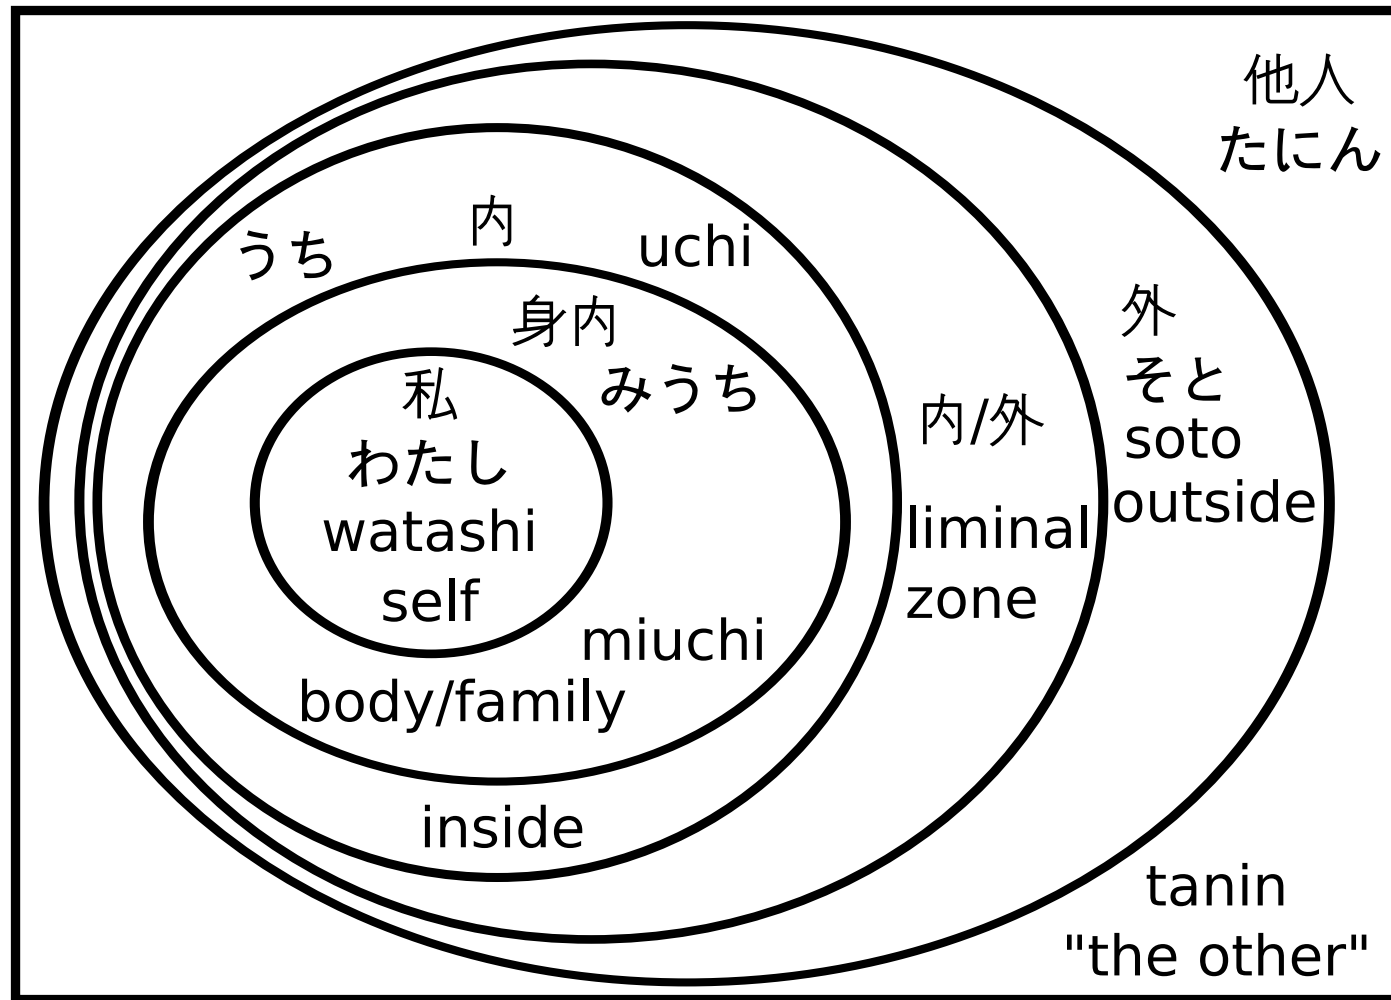 他人
たにん
内
うち
uchi
身内
みうち
外
そと
soto
outside
私
わたし
watashi
self
内/外
liminal
zone
miuchi
body/family
inside
tanin
"the other"